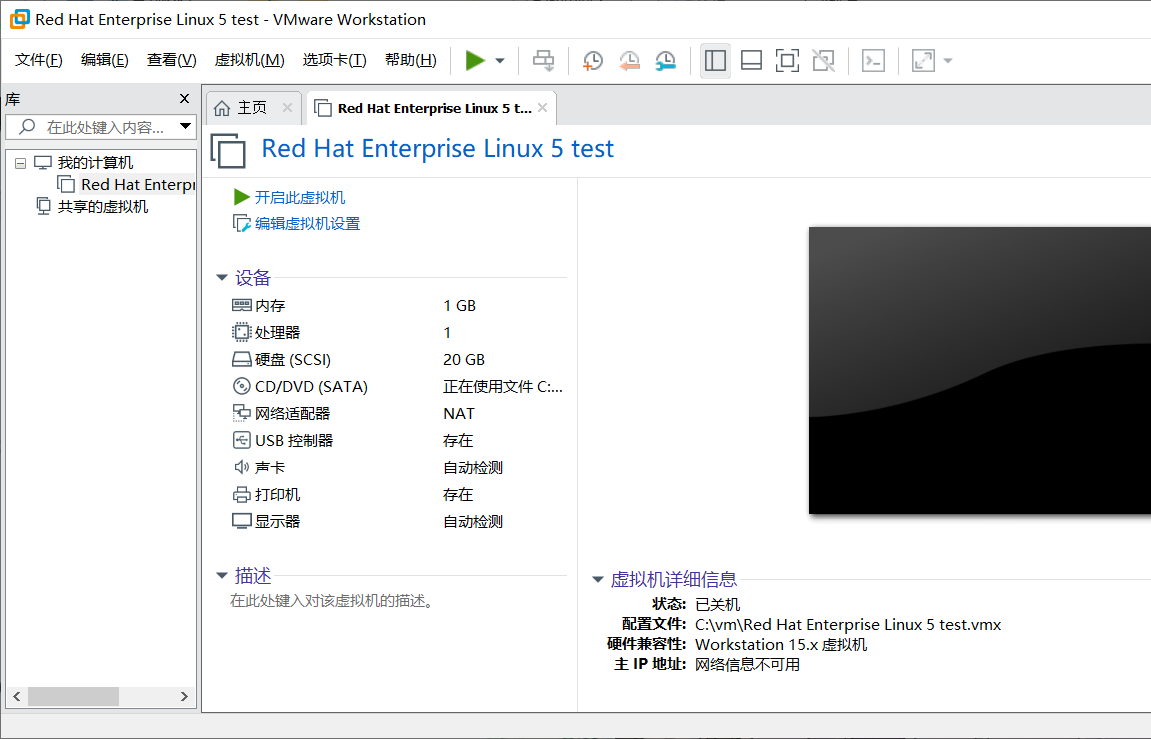 Red Hat Enterprise Linux 5 test - VMware Workstation
文件(F) 编辑(E) 查看(V) 虚拟机(M) 选项卡(T) 帮助(H)
库
主页
Red Hat Enterprise Linux 5 t...
在此处键入内容...
我的计算机
Red Hat Enterpr
共享的虚拟机
Red Hat Enterprise Linux 5 test
开启此虚拟机
编辑虚拟机设置
设备
内存 1 GB
处理器 1
硬盘 (SCSI) 20 GB
CD/DVD (SATA) 正在使用文件 C:...
网络适配器 NAT
USB 控制器 存在
声卡 自动检测
打印机 存在
显示器 自动检测
描述
在此处键入对该虚拟机的描述。
虚拟机详细信息
状态: 已关机
配置文件: C:\vm\Red Hat Enterprise Linux 5 test.vmx
硬件兼容性: Workstation 15.x 虚拟机
主 IP 地址: 网络信息不可用